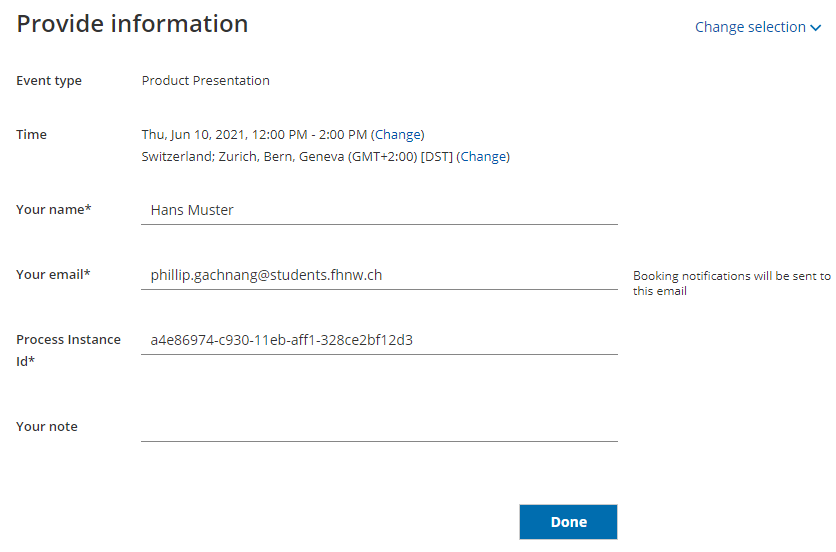 Provide information
Change selection
Event type Product Presentation
Time Thu, Jun 10, 2021, 12:00 PM - 2:00 PM (Change)
Switzerland; Zurich, Bern, Geneva (GMT+2:00) [DST] (Change)
Your name* Hans Muster
Your email* phillip.gachnang@students.fhnw.ch
Booking notifications will be sent to
this email
Process Instance a4e86974-c930-11eb-aff1-328ce2bf12d3
Id*
Your note
Done